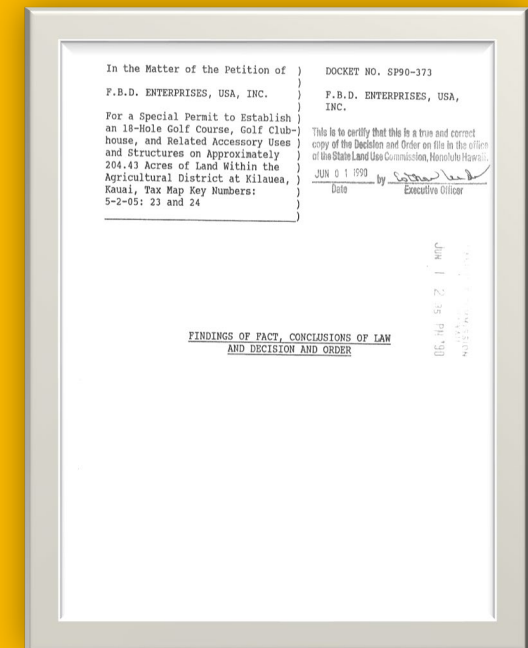 In the Matter of the Petition of )
)
F.B.D. ENTERPRISES, USA, INC. )
)
For a Special Permit to Establish )
an 18-Hole Golf Course, Golf Club-)
house, and Related Accessory Uses )
and Structures on Approximately )
204.43 Acres of Land Within the )
Agricultural District at Kilauea, )
Kauai, Tax Map Key Numbers: )
5-2-05: 23 and 24 )
)
DOCKET NO. SP90-373
F.B.D. ENTERPRISES, USA,
INC.
This is to certify that this is a true and correct
copy of the Decision and Order on file in the office
of the State Land Use Commission, Honolulu Hawaii.
JUN 0 1 1990 by
Date Executive Officer
JUN 1 2 35 PM '90
FINDINGS OF FACT, CONCLUSIONS OF LAW
AND DECISION AND ORDER